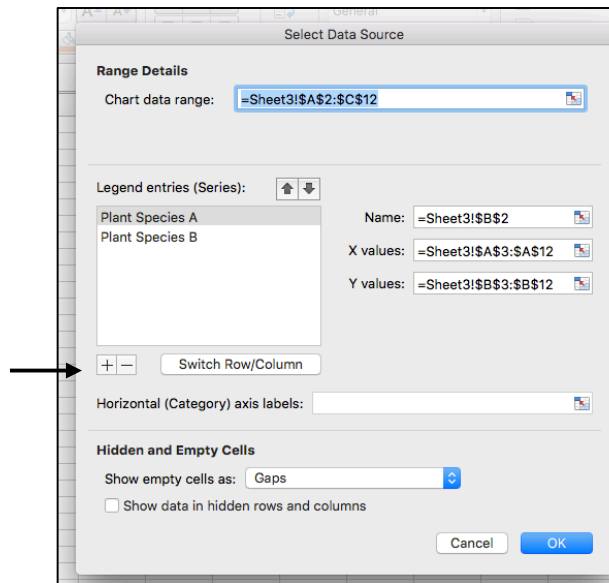 A A General
Select Data Source
Range Details
Chart data range: =Sheet3!$A$2:$C$12
Legend entries (Series):
Plant Species A
Plant Species B
Name: =Sheet3!$B$2
X values: =Sheet3!$A$3:$A$12
Y values: =Sheet3!$B$3:$B$12
+ − Switch Row/Column
Horizontal (Category) axis labels:
Hidden and Empty Cells
Show empty cells as: Gaps
Show data in hidden rows and columns
Cancel OK